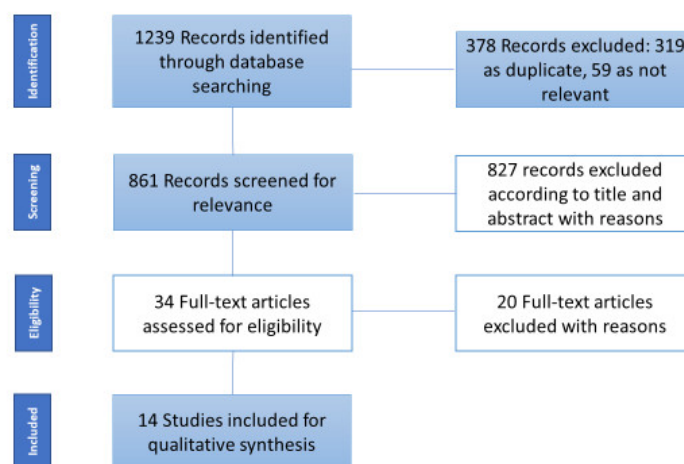 Identification
1239 Records identified
through database
searching
378 Records excluded: 319
as duplicate, 59 as not
relevant
Screening
861 Records screened for
relevance
827 records excluded
according to title and
abstract with reasons
Eligibility
34 Full-text articles
assessed for eligibility
20 Full-text articles
excluded with reasons
Included
14 Studies included for
qualitative synthesis